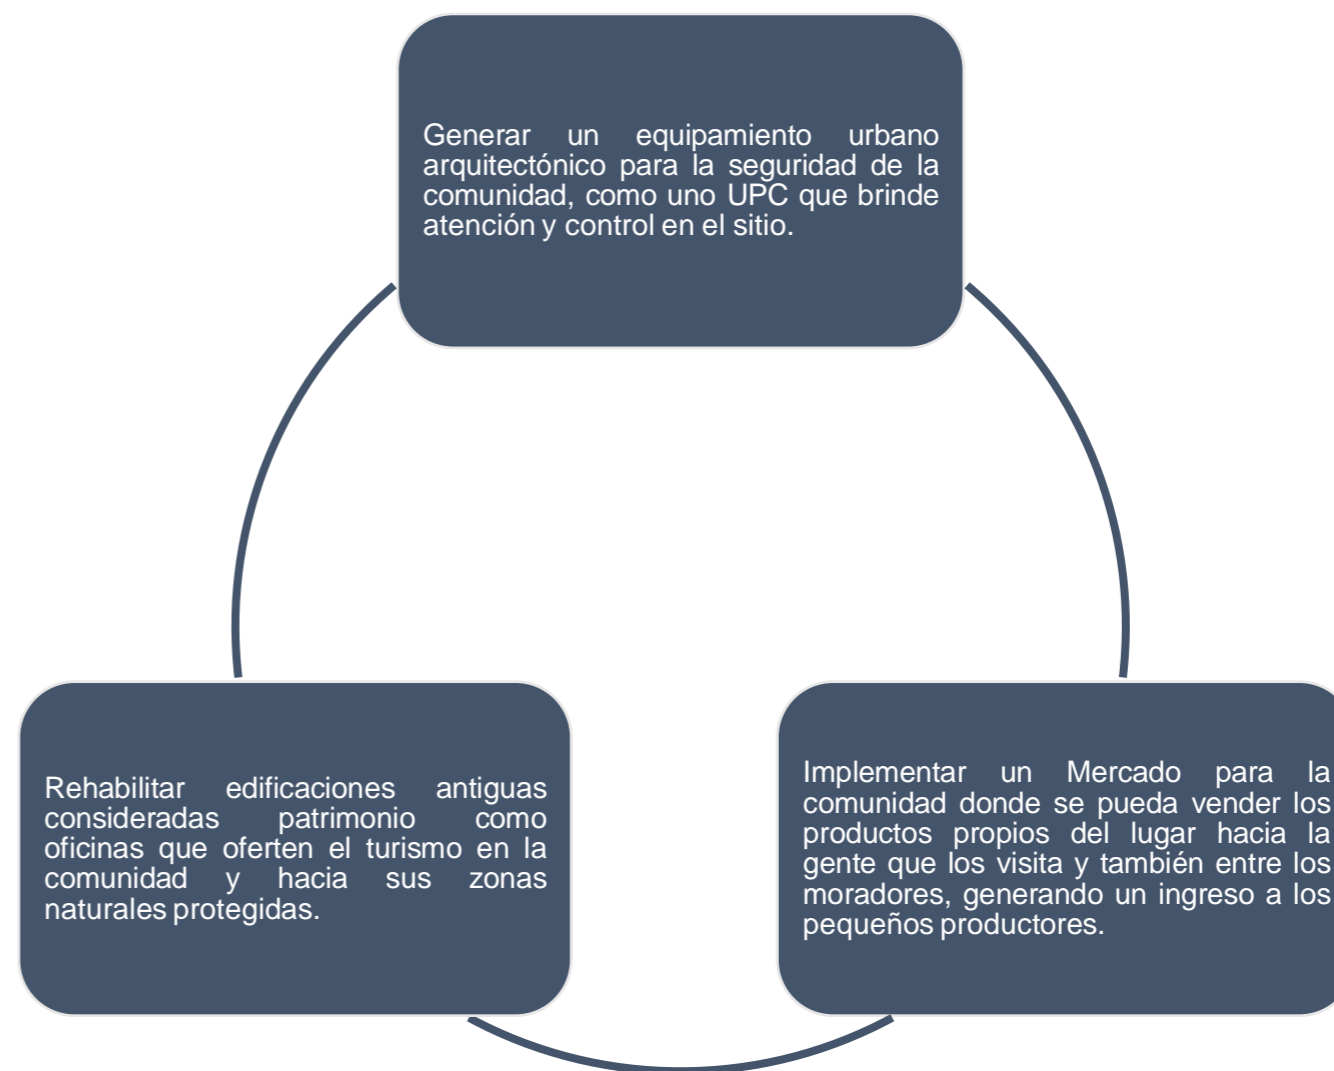 Generar un equipamiento urbano
arquitectónico para la seguridad de la
comunidad, como uno UPC que brinde
atención y control en el sitio.
Rehabilitar edificaciones antiguas
consideradas patrimonio como
oficinas que oferten el turismo en la
comunidad y hacia sus zonas
naturales protegidas.
Implementar un Mercado para la
comunidad donde se pueda vender los
productos propios del lugar hacia la
gente que los visita y también entre los
moradores, generando un ingreso a los
pequeños productores.